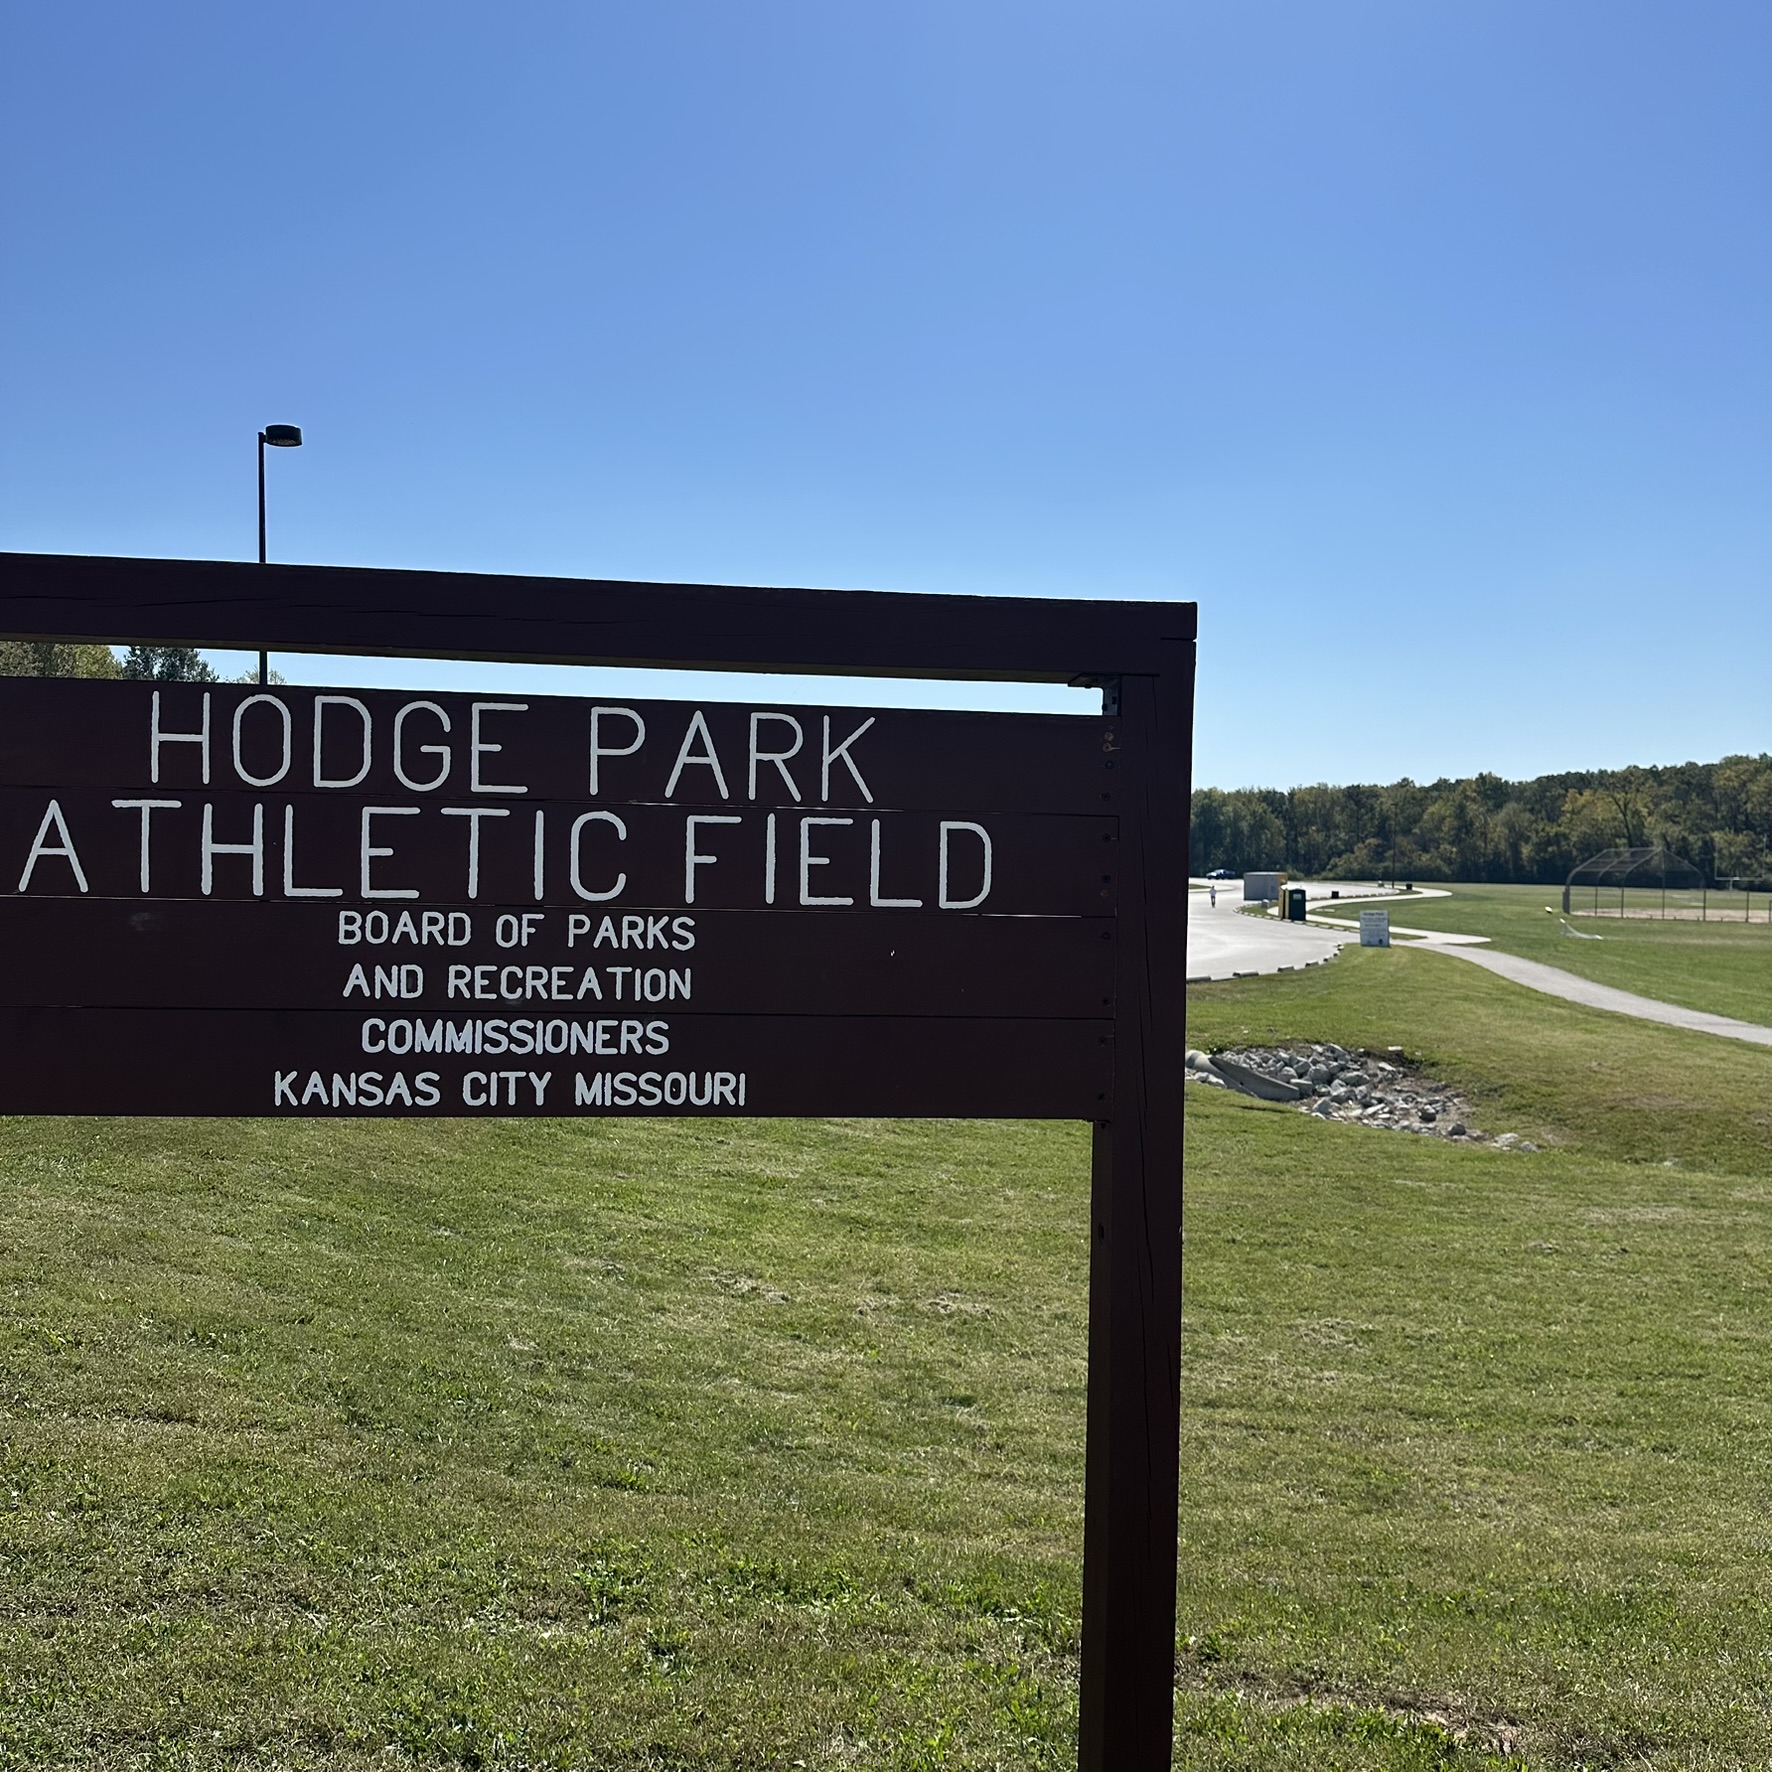 HODGE PARK
ATHLETIC FIELD
BOARD OF PARKS
AND RECREATION
COMMISSIONERS
KANSAS CITY MISSOURI